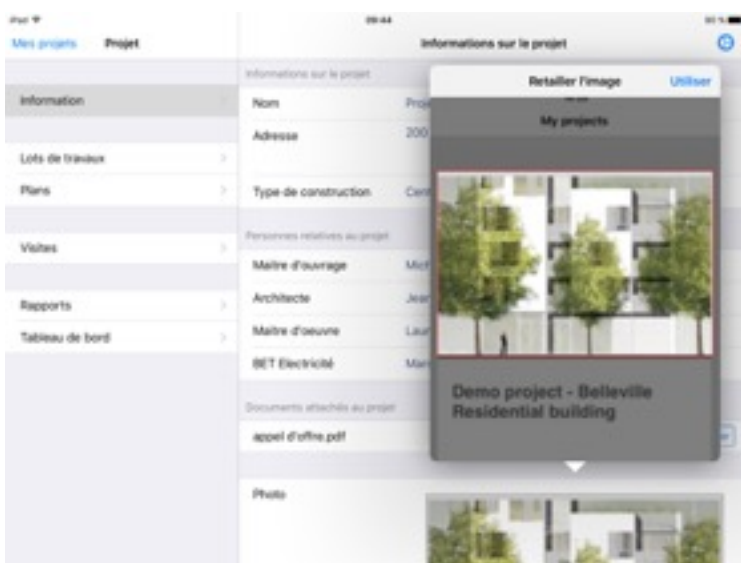 iPad
09:44
90 %
Mes projets
Projet
Informations sur le projet
Information
Lots de travaux
Plans
Visites
Rapports
Tableau de bord
Informations sur le projet
Nom
Adresse
200
Type de construction
Personnes relatives au projet
Maître d'ouvrage
Architecte
Maître d'oeuvre
BET Electricité
Documents attachés au projet
appel d'offre.pdf
Photo
Retailler l'image
Utiliser
My projects
Demo project - Belleville
Residential building